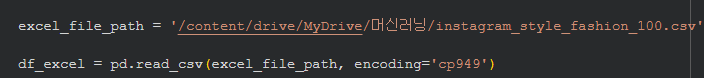 excel_file_path = '/content/drive/MyDrive/머신러닝/instagram_style_fashion_100.csv'
df_excel = pd.read_csv(excel_file_path, encoding='cp949')